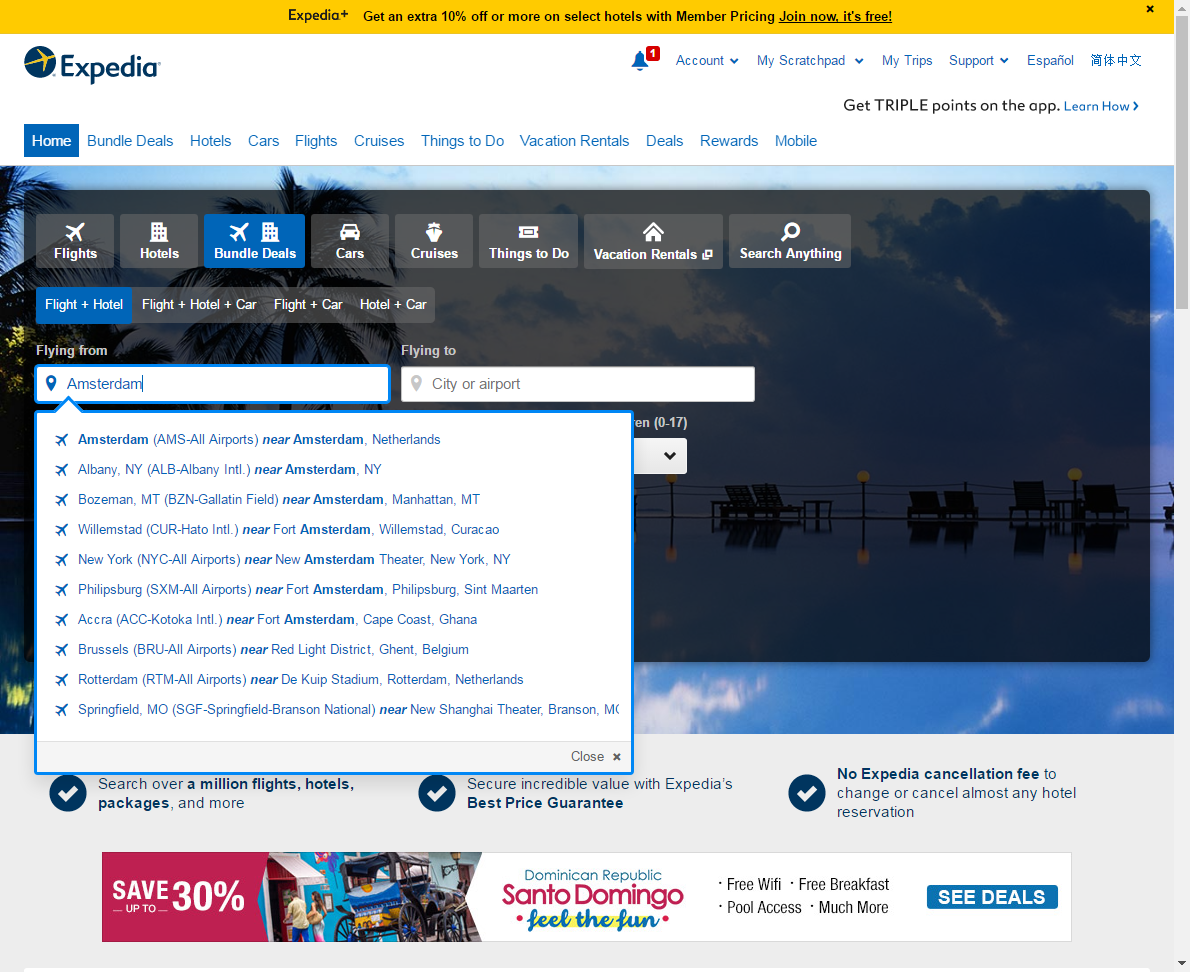 Expedia+ Get an extra 10% off or more on select hotels with Member Pricing Join now, it's free!
Expedia
1 Account My Scratchpad My Trips Support Español 简体中文
Get TRIPLE points on the app. Learn How
Home Bundle Deals Hotels Cars Flights Cruises Things to Do Vacation Rentals Deals Rewards Mobile
Flights Hotels Bundle Deals Cars Cruises Things to Do Vacation Rentals Search Anything
Flight + Hotel Flight + Hotel + Car Flight + Car Hotel + Car
Flying from Flying to
Amsterdam City or airport
(0-17)
Amsterdam (AMS-All Airports) near Amsterdam, Netherlands
Albany, NY (ALB-Albany Intl.) near Amsterdam, NY
Bozeman, MT (BZN-Gallatin Field) near Amsterdam, Manhattan, MT
Willemstad (CUR-Hato Intl.) near Fort Amsterdam, Willemstad, Curacao
New York (NYC-All Airports) near New Amsterdam Theater, New York, NY
Philipsburg (SXM-All Airports) near Fort Amsterdam, Philipsburg, Sint Maarten
Accra (ACC-Kotoka Intl.) near Fort Amsterdam, Cape Coast, Ghana
Brussels (BRU-All Airports) near Red Light District, Ghent, Belgium
Rotterdam (RTM-All Airports) near De Kuip Stadium, Rotterdam, Netherlands
Springfield, MO (SGF-Springfield-Branson National) near New Shanghai Theater, Branson, MO
Close
Search over a million flights, hotels,
packages, and more
Secure incredible value with Expedia’s
Best Price Guarantee
No Expedia cancellation fee to
change or cancel almost any hotel
reservation
SAVE UP TO 30%
Dominican Republic
Santo Domingo
• feel the fun •
· Free Wifi · Free Breakfast
· Pool Access · Much More
SEE DEALS